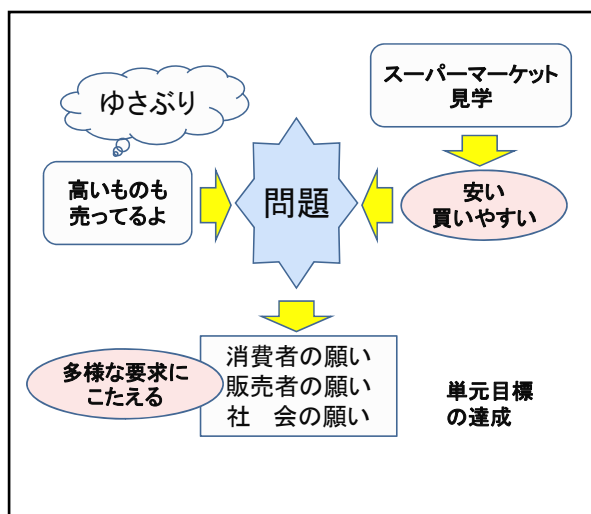 ゆさぶり
高いものも
売ってるよ
問題
スーパーマーケット
見学
安い
買いやすい
多様な要求に
こたえる
消費者の願い
販売者の願い
社　会の願い
単元目標
の達成